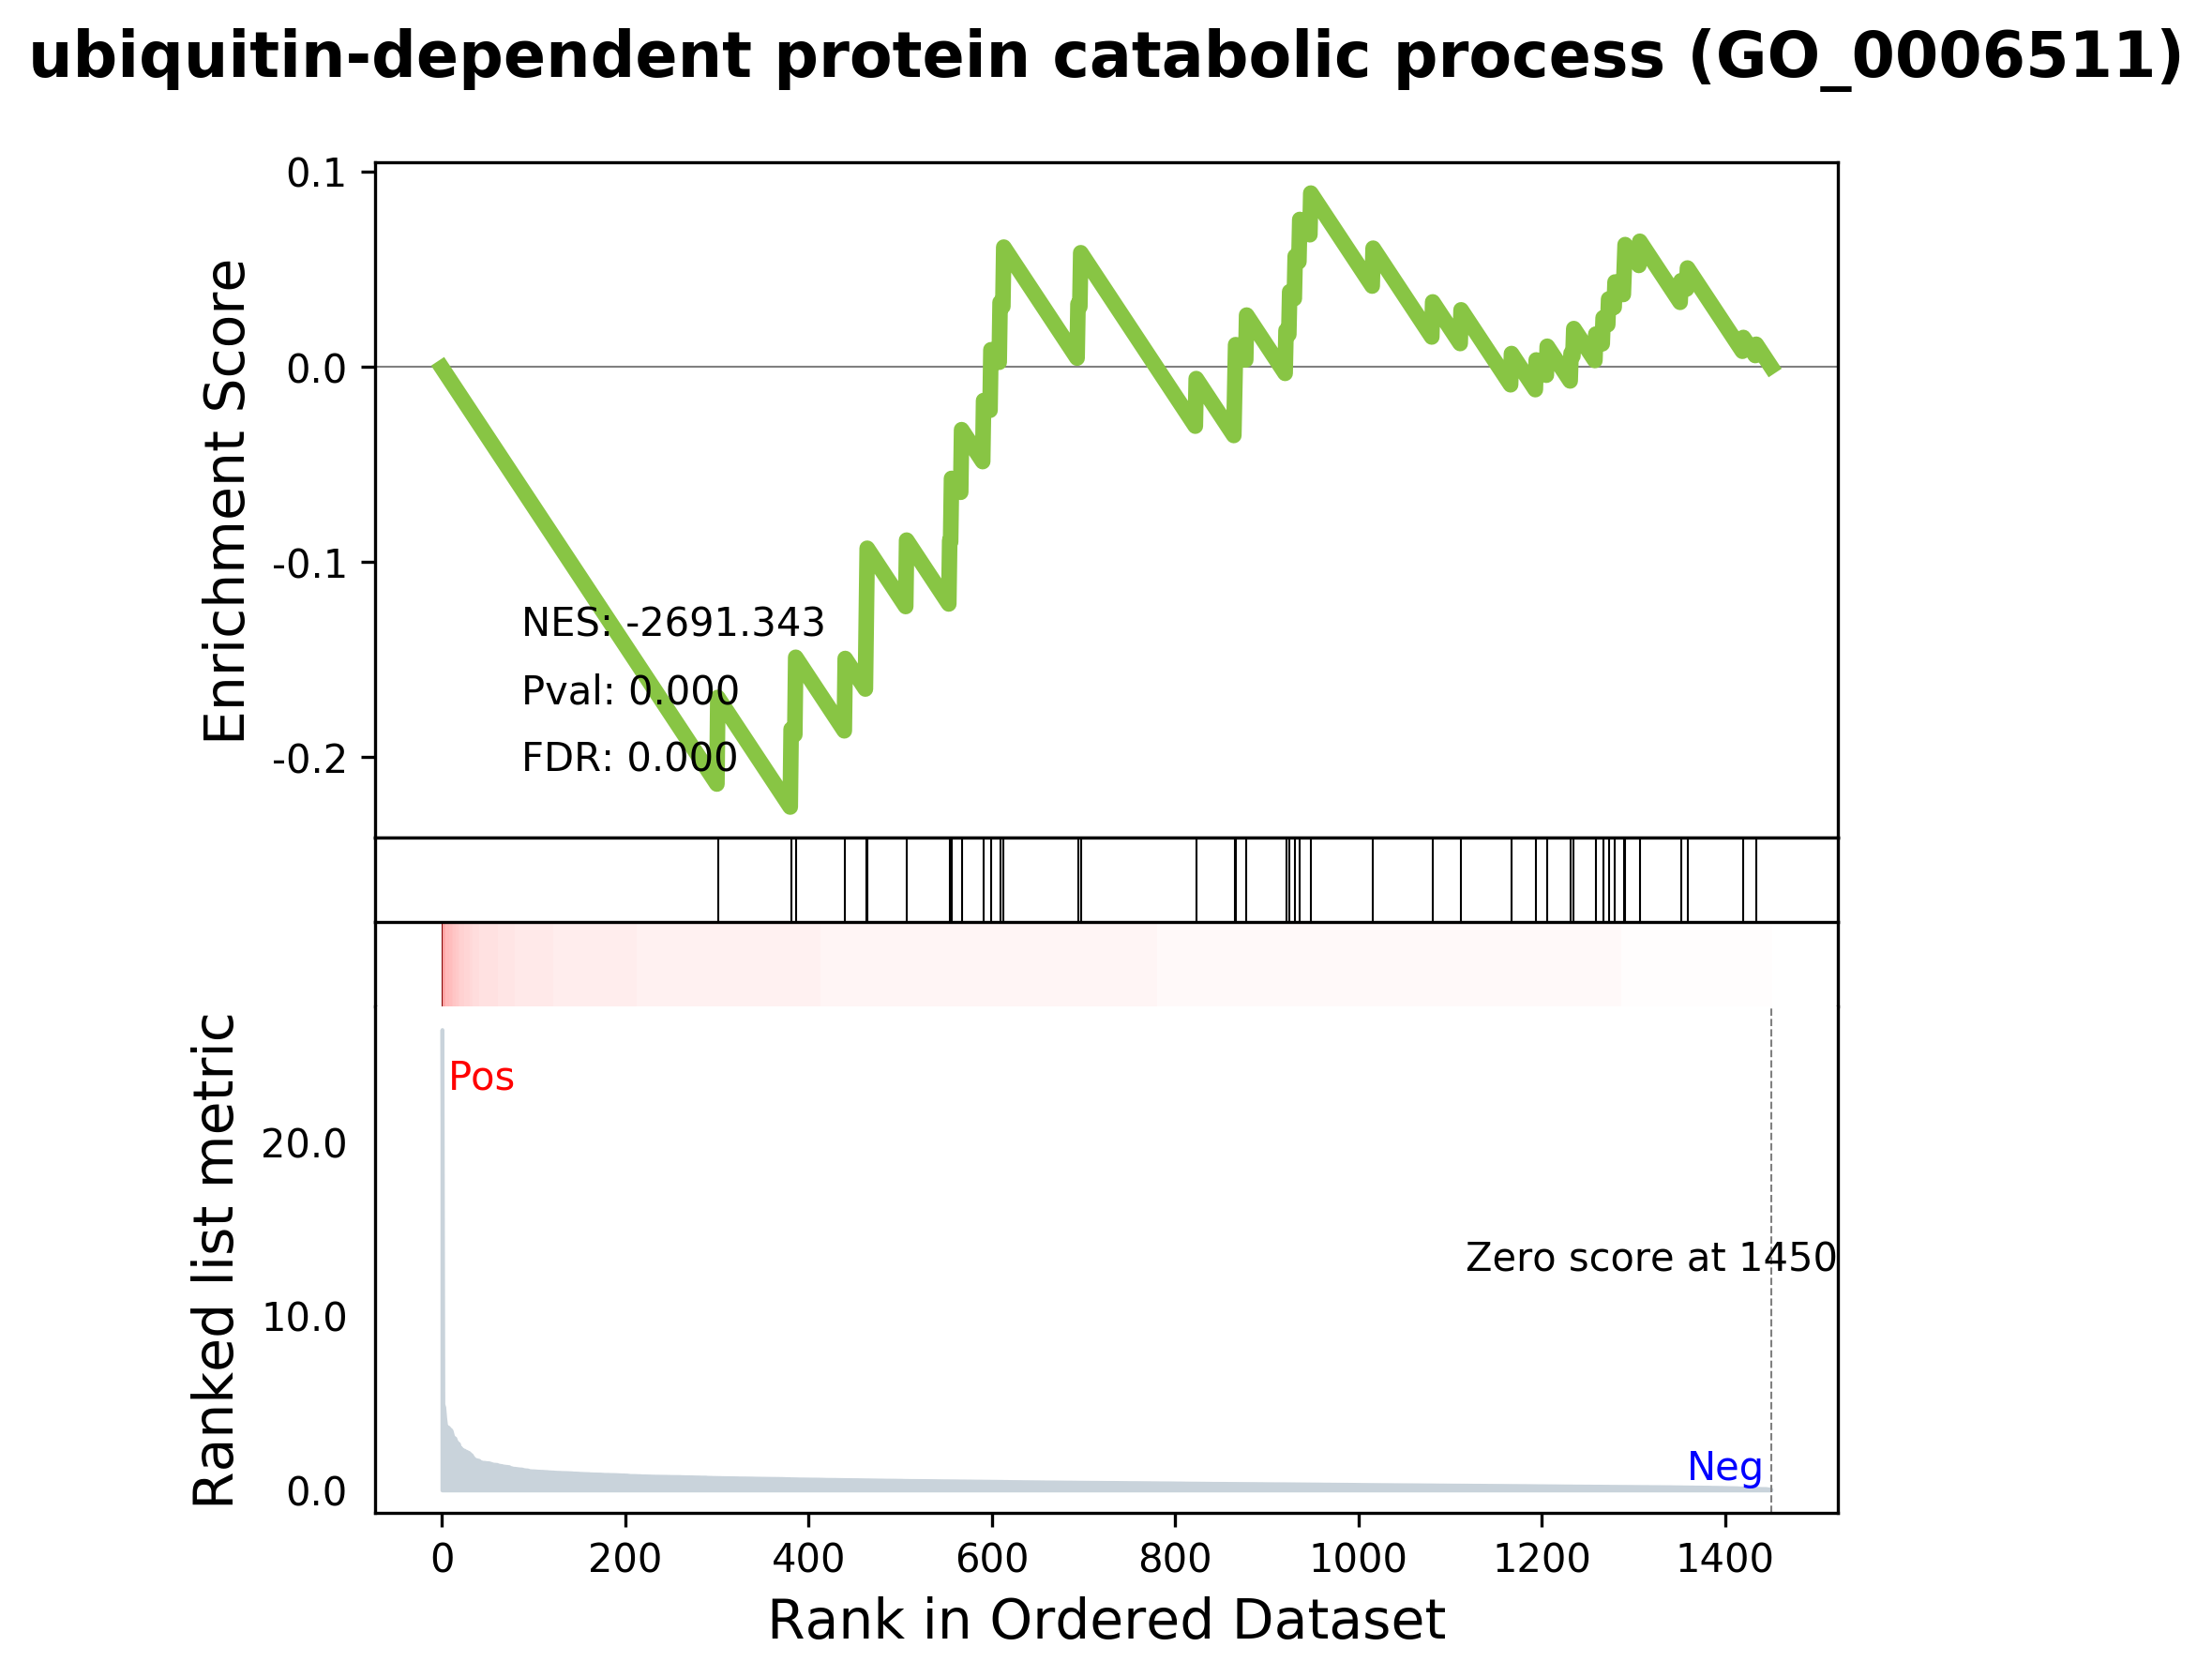 ubiquitin-dependent protein catabolic process (GO_0006511)
Enrichment Score
0.1
0.0
-0.1
-0.2
NES: -2691.343
Pval: 0.000
FDR: 0.000
Ranked list metric
Pos
20.0
10.0
0.0
Zero score at 1450
Neg
0 200 400 600 800 1000 1200 1400
Rank in Ordered Dataset